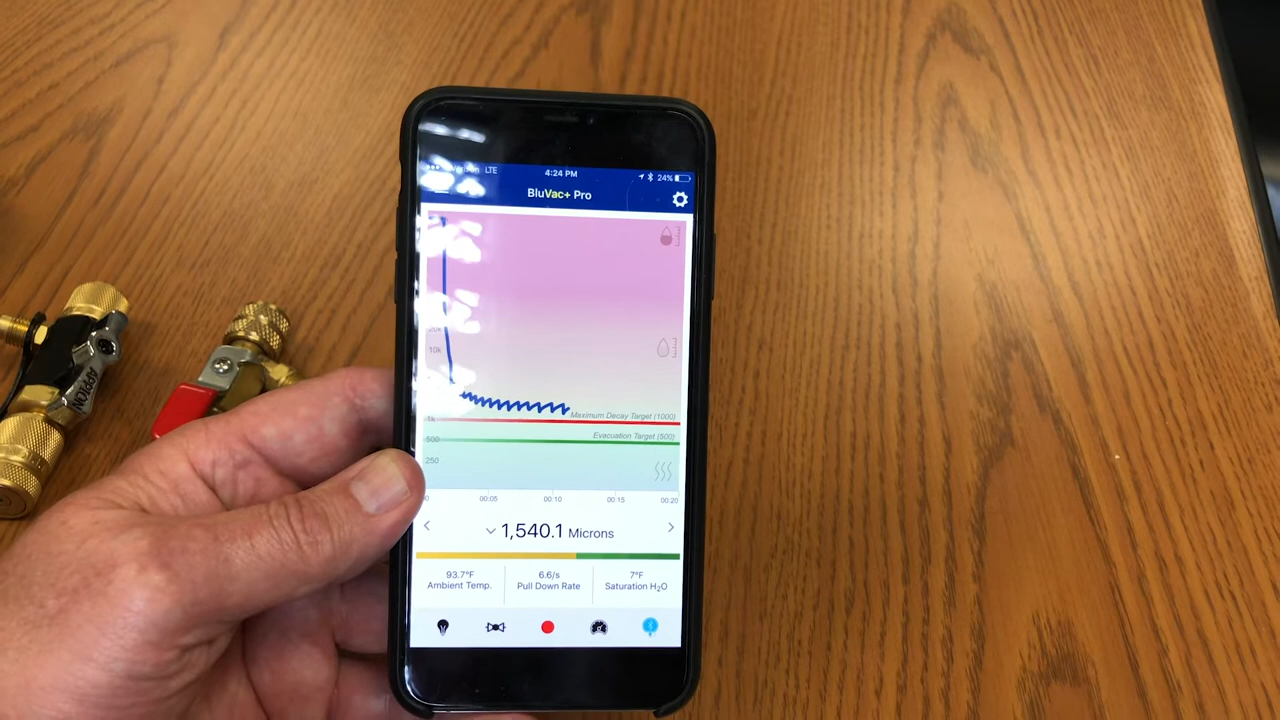 LTE
4:24 PM
24%
BluVac+ Pro
10k
Maximum Decay Target (1000)
1k
Evacuation Target (500)
500
250
00:05
00:10
00:15
00:20
1,540.1 Microns
93.7°F
Ambient Temp.
6.6/s
Pull Down Rate
7°F
Saturation H₂O
APPION